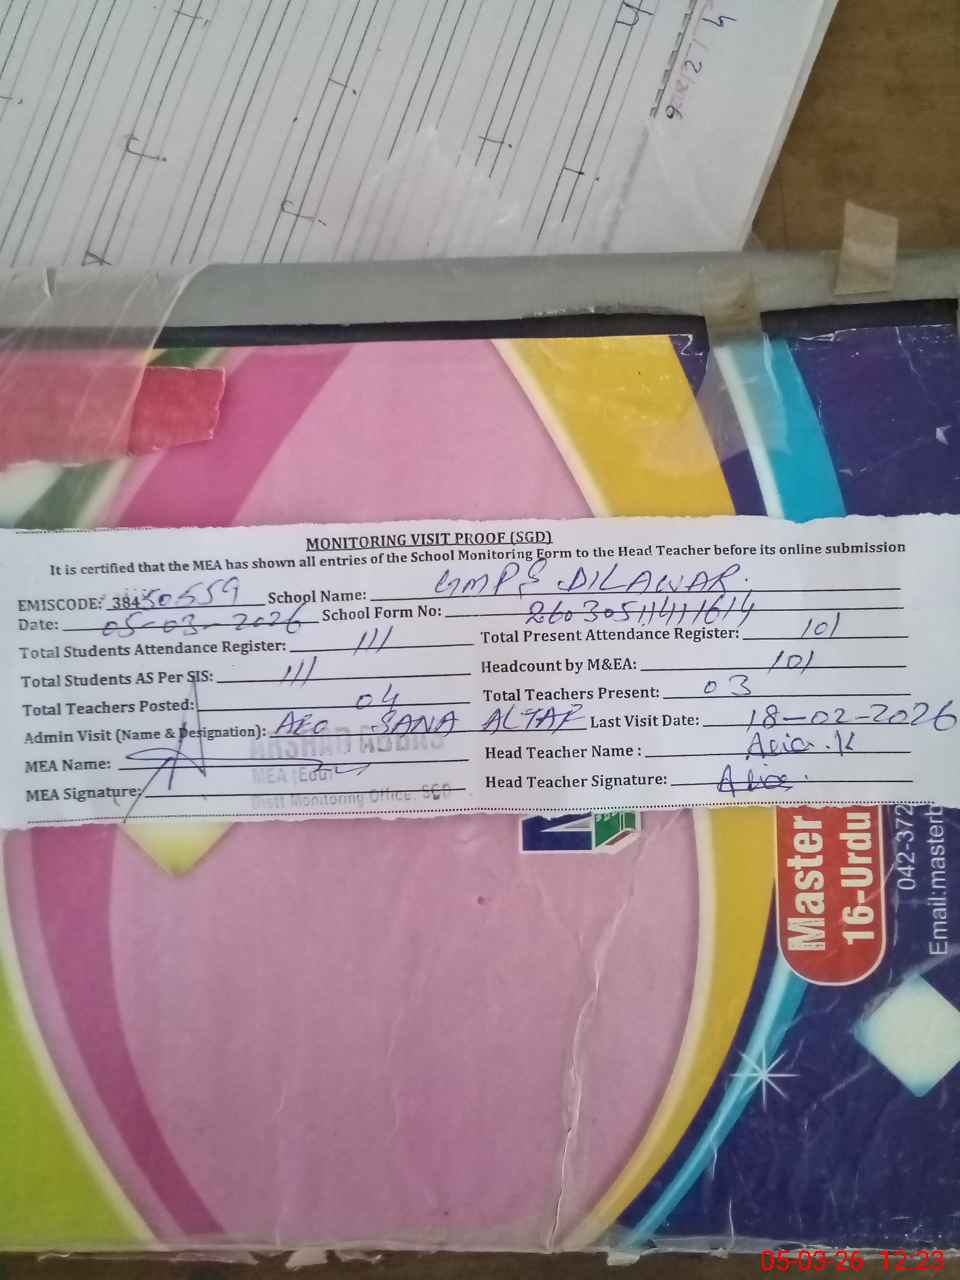 MONITORING VISIT PROOF (SGD)
It is certified that the MEA has shown all entries of the School Monitoring Form to the Head Teacher before its online submission
EMISCODE: 38450559 School Name: GMPS DILAWAR.
Date: 05-03-2026 School Form No:
Total Students Attendance Register: 111 Total Present Attendance Register: 101
Total Students AS Per SIS: 111 Headcount by M&EA: 101
Total Teachers Posted: 04 Total Teachers Present: 03
Admin Visit (Name & Designation): AEO SANA ALTAF Last Visit Date: 18-02-2026
ARSHAD ABBAS
MEA Name: Head Teacher Name :
MEA (Edu)
MEA Signature: Head Teacher Signature:
Distt Monitoring Office, SGD
Master
16-Urdu
042-372
Email:masterb
05-03-26 12:23